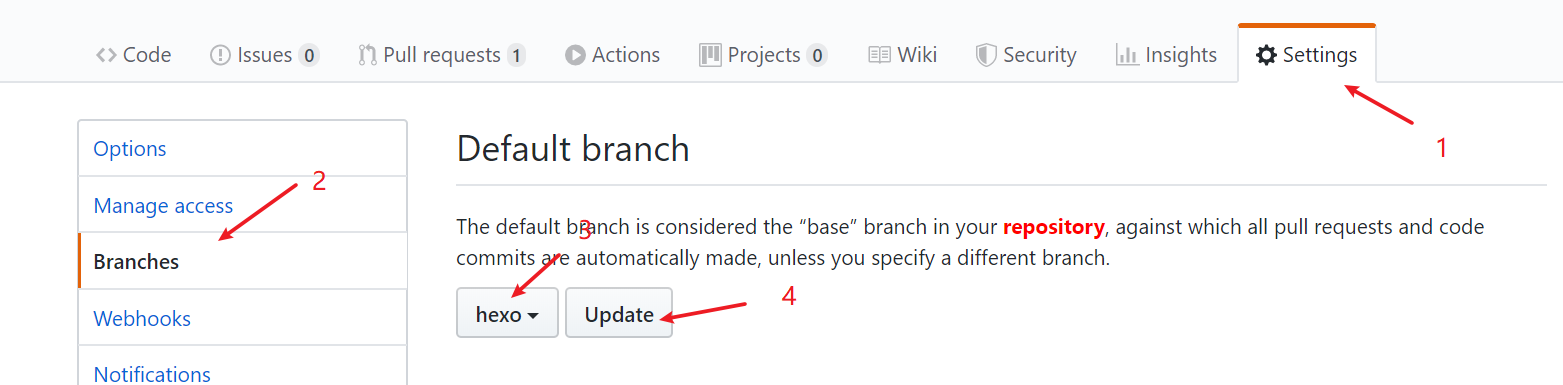 Code Issues 0 Pull requests 1 Actions Projects 0 Wiki Security Insights Settings
1
Options
Manage access
2
Branches
Webhooks
Notifications
Default branch
The default branch is considered the “base” branch in your repository, against which all pull requests and code
commits are automatically made, unless you specify a different branch.
3
hexo Update
4